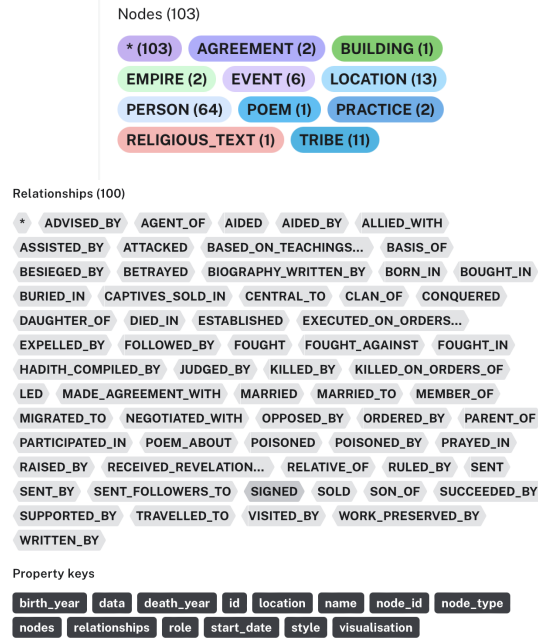 Nodes (103)
* (103) AGREEMENT (2) BUILDING (1)
EMPIRE (2) EVENT (6) LOCATION (13)
PERSON (64) POEM (1) PRACTICE (2)
RELIGIOUS_TEXT (1) TRIBE (11)
Relationships (100)
* ADVISED_BY AGENT_OF AIDED AIDED_BY ALLIED_WITH
ASSISTED_BY ATTACKED BASED_ON_TEACHINGS... BASIS_OF
BESIEGED_BY BETRAYED BIOGRAPHY_WRITTEN_BY BORN_IN BOUGHT_IN
BURIED_IN CAPTIVES_SOLD_IN CENTRAL_TO CLAN_OF CONQUERED
DAUGHTER_OF DIED_IN ESTABLISHED EXECUTED_ON_ORDERS...
EXPELLED_BY FOLLOWED_BY FOUGHT FOUGHT_AGAINST FOUGHT_IN
HADITH_COMPILED_BY JUDGED_BY KILLED_BY KILLED_ON_ORDERS_OF
LED MADE_AGREEMENT_WITH MARRIED MARRIED_TO MEMBER_OF
MIGRATED_TO NEGOTIATED_WITH OPPOSED_BY ORDERED_BY PARENT_OF
PARTICIPATED_IN POEM_ABOUT POISONED POISONED_BY PRAYED_IN
RAISED_BY RECEIVED_REVELATION... RELATIVE_OF RULED_BY SENT
SENT_BY SENT_FOLLOWERS_TO SIGNED SOLD SON_OF SUCCEEDED_BY
SUPPORTED_BY TRAVELLED_TO VISITED_BY WORK_PRESERVED_BY
WRITTEN_BY
Property keys
birth_year data death_year id location name node_id node_type
nodes relationships role start_date style visualisation